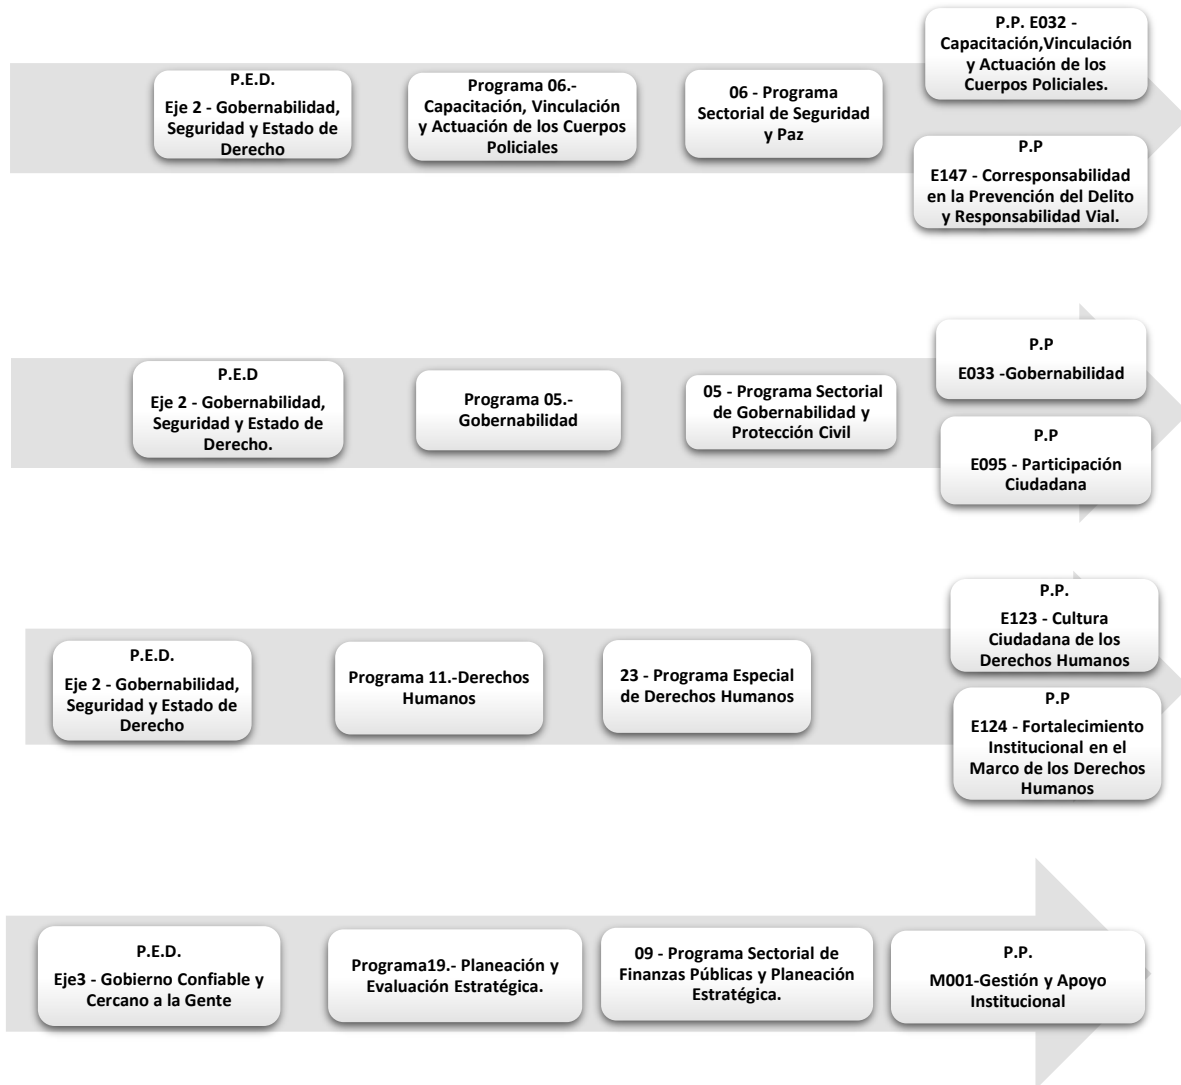 P.E.D.
Eje 2 - Gobernabilidad,
Seguridad y Estado de
Derecho
Programa 06.-
Capacitación, Vinculación
y Actuación de los Cuerpos
Policiales
06 - Programa
Sectorial de Seguridad
y Paz
P.P. E032 -
Capacitación,Vinculación
y Actuación de los
Cuerpos Policiales.
P.P
E147 - Corresponsabilidad
en la Prevención del Delito
y Responsabilidad Vial.
P.E.D
Eje 2 - Gobernabilidad,
Seguridad y Estado de
Derecho.
Programa 05.-
Gobernabilidad
05 - Programa Sectorial
de Gobernabilidad y
Protección Civil
P.P
E033 -Gobernabilidad
P.P
E095 - Participación
Ciudadana
P.E.D.
Eje 2 - Gobernabilidad,
Seguridad y Estado de
Derecho
Programa 11.-Derechos
Humanos
23 - Programa Especial
de Derechos Humanos
P.P.
E123 - Cultura
Ciudadana de los
Derechos Humanos
P.P
E124 - Fortalecimiento
Institucional en el
Marco de los Derechos
Humanos
P.E.D.
Eje3 - Gobierno Confiable y
Cercano a la Gente
Programa19.- Planeación y
Evaluación Estratégica.
09 - Programa Sectorial de
Finanzas Públicas y Planeación
Estratégica.
P.P.
M001-Gestión y Apoyo
Institucional